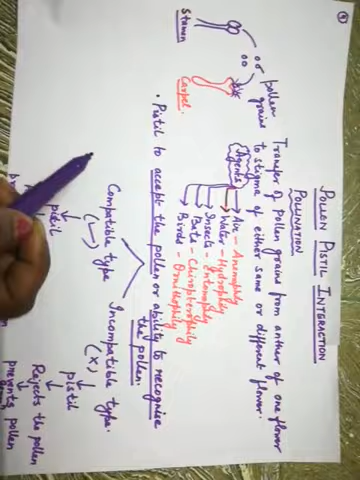 POLLON PISTIL INTERACTION
POLLINATION
Transfer of pollen grains from anther of one flower
to stigma of either same or different flower.
pollen
grains
Stamen
Carpel
Agents
Air - Anemophily
Water - Hydrophily
Insects - Entomophily
Bats - Chiropterophily
Birds - Ornithophily
• Pistil to accept the pollen or ability to recognise
the pollen.
Compatible type
(✓)
pistil
Incompatible type.
(×)
pistil
Rejects the pollen
prevents pollen